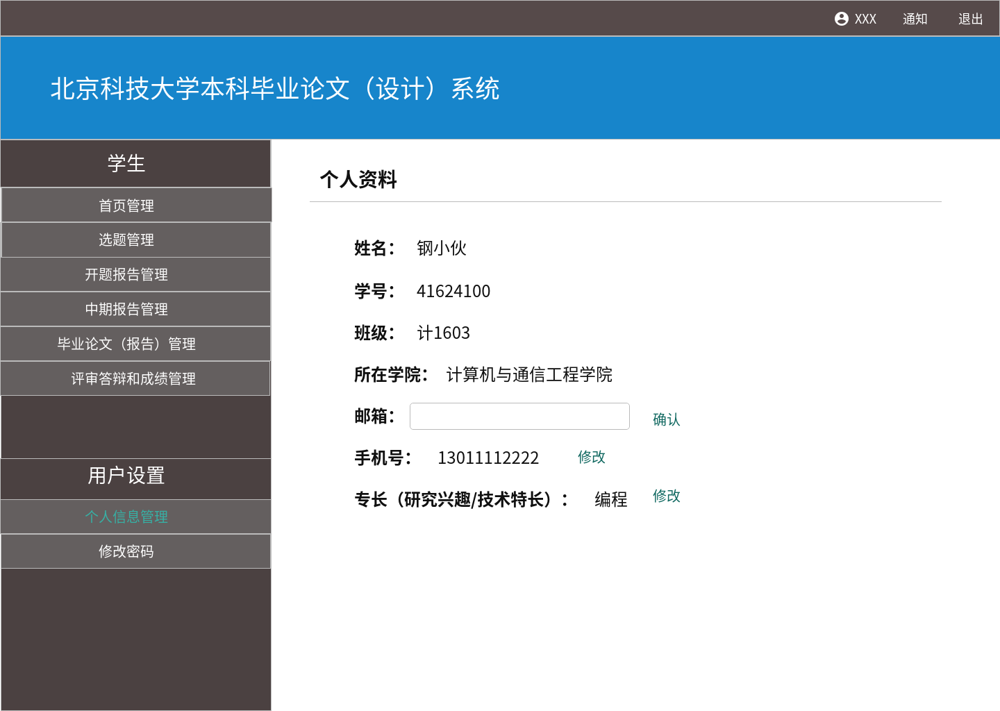 XXX 通知 退出
北京科技大学本科毕业论文（设计）系统
学生
首页管理
选题管理
开题报告管理
中期报告管理
毕业论文（报告）管理
评审答辩和成绩管理
用户设置
个人信息管理
修改密码
个人资料
姓名： 钢小伙
学号： 41624100
班级： 计1603
所在学院： 计算机与通信工程学院
邮箱： 确认
手机号： 13011112222 修改
专长（研究兴趣/技术特长）： 编程 修改